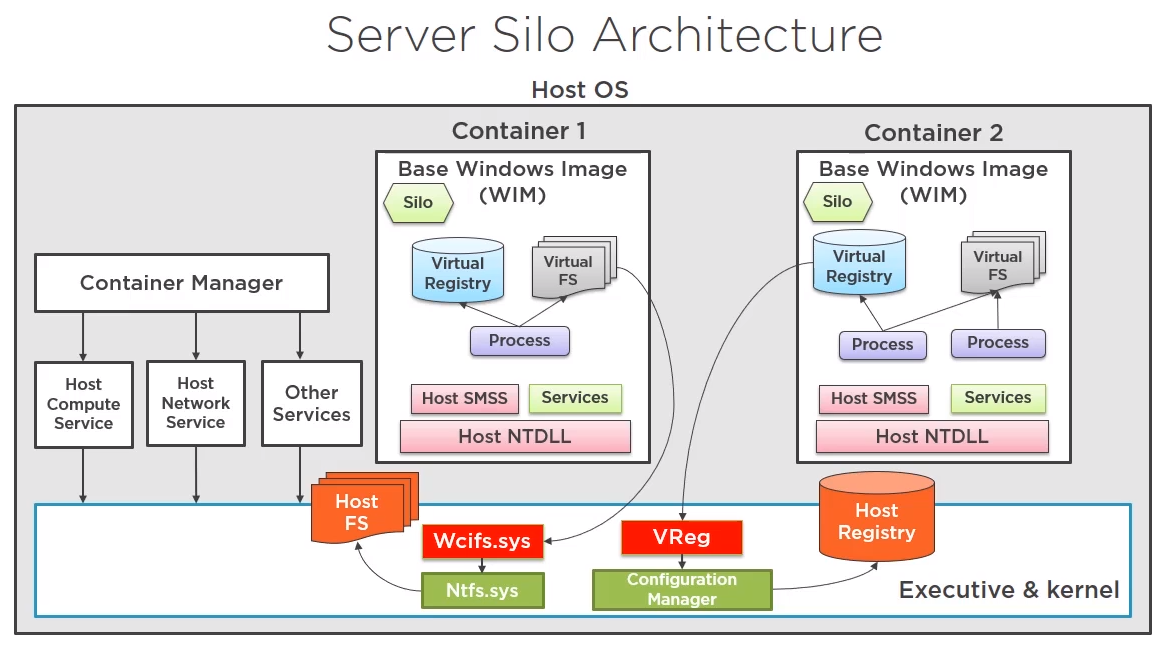 Server Silo Architecture
Host OS
Container 1
Base Windows Image
(WIM)
Silo
Virtual
Registry
Virtual
FS
Process
Host SMSS
Services
Host NTDLL
Container 2
Base Windows Image
(WIM)
Silo
Virtual
Registry
Virtual
FS
Process
Process
Host SMSS
Services
Host NTDLL
Container Manager
Host
Compute
Service
Host
Network
Service
Other
Services
Host
FS
Wcifs.sys
Ntfs.sys
VReg
Configuration
Manager
Host
Registry
Executive & kernel